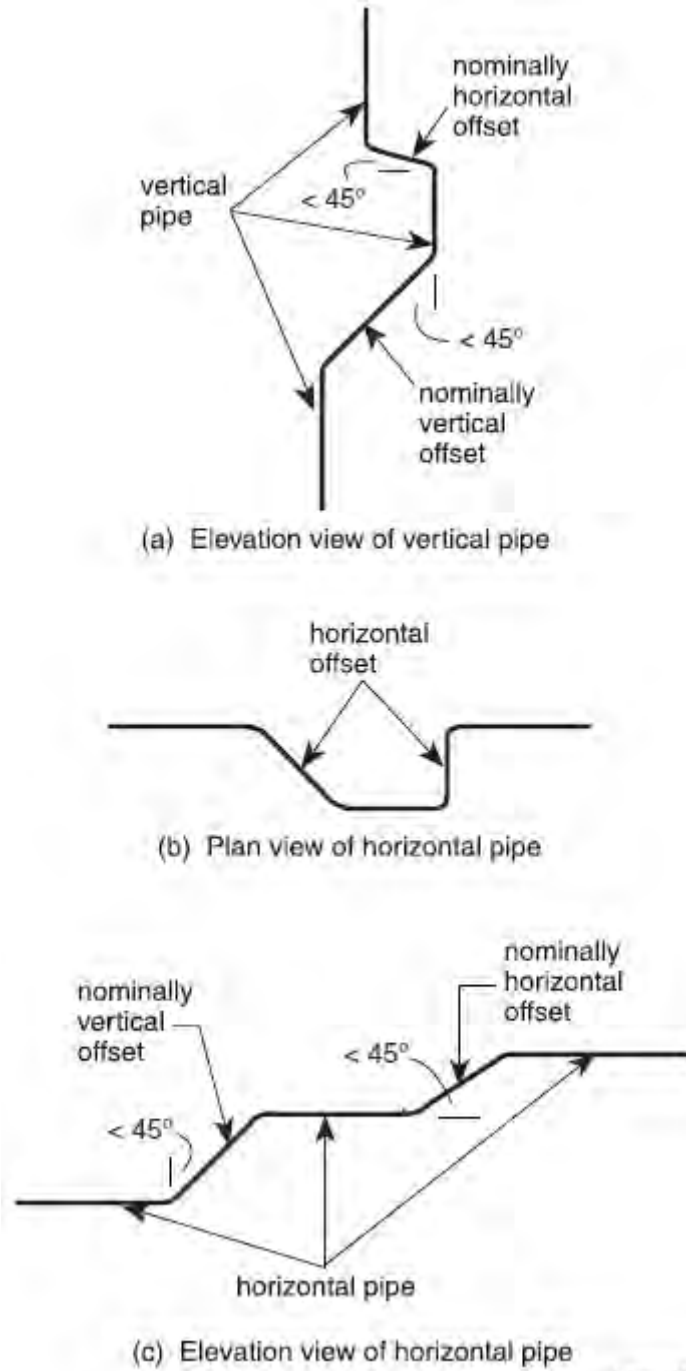 nominally
horizontal
offset
vertical
pipe
< 45°
< 45°
nominally
vertical
offset
(a) Elevation view of vertical pipe
horizontal
offset
(b) Plan view of horizontal pipe
nominally
horizontal
offset
nominally
vertical
offset
< 45°
< 45°
horizontal pipe
(c) Elevation view of horizontal pipe